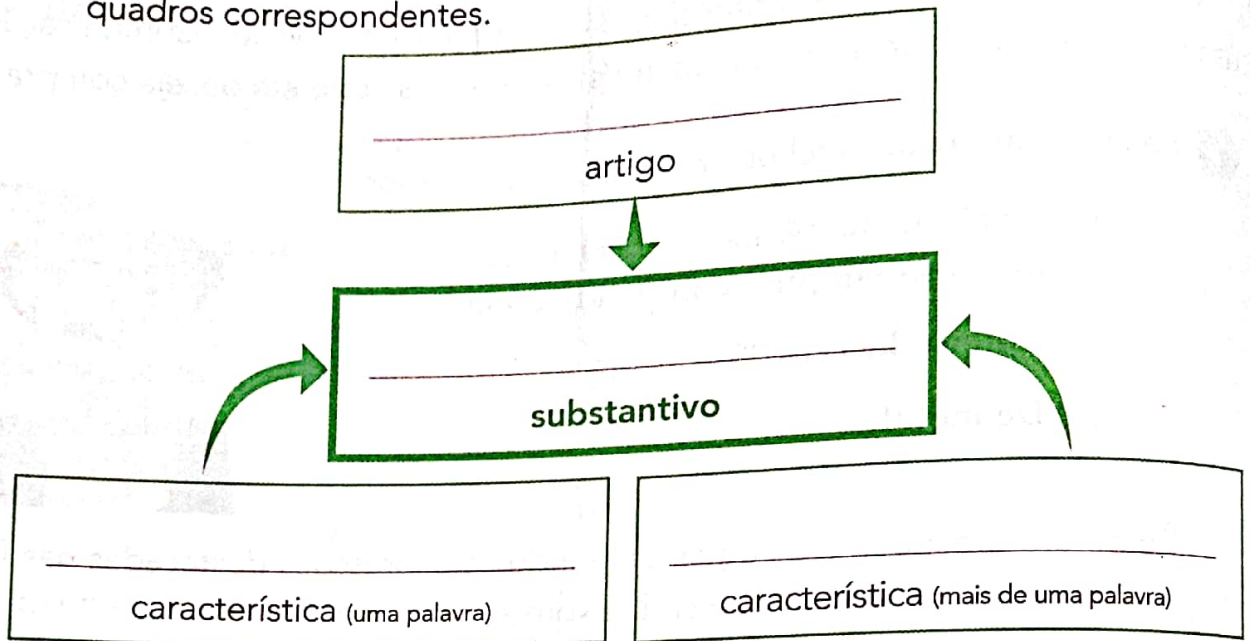 quadros correspondentes.
artigo
substantivo
característica (uma palavra)
característica (mais de uma palavra)